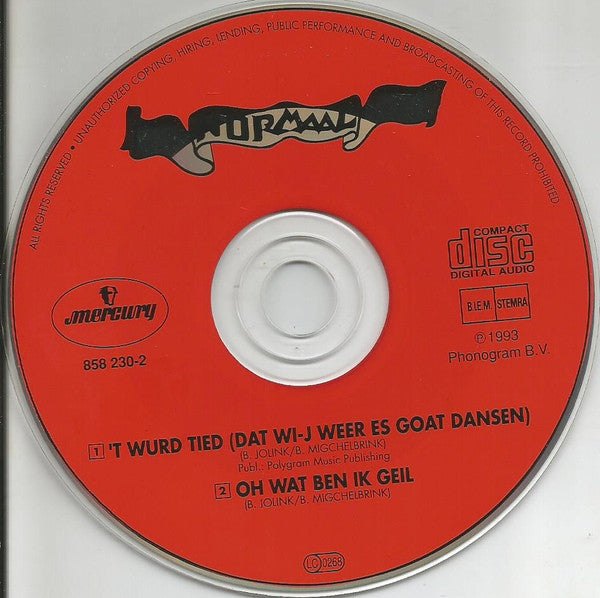 ALL RIGHTS RESERVED • UNAUTHORIZED COPYING, HIRING, LENDING, PUBLIC PERFORMANCE AND BROADCASTING OF THIS RECORD PROHIBITED.
NORMAAL
COMPACT
disc
DIGITAL AUDIO
mercury
858 230-2
B.I.E.M. STEMRA
℗ 1993
Phonogram B.V.
1 'T WURD TIED (DAT WI-J WEER ES GOAT DANSEN)
(B. JOLINK/B. MIGCHELBRINK)
Publ.: Polygram Music Publishing
2 OH WAT BEN IK GEIL
(B. JOLINK/B. MIGCHELBRINK)
LC 0268